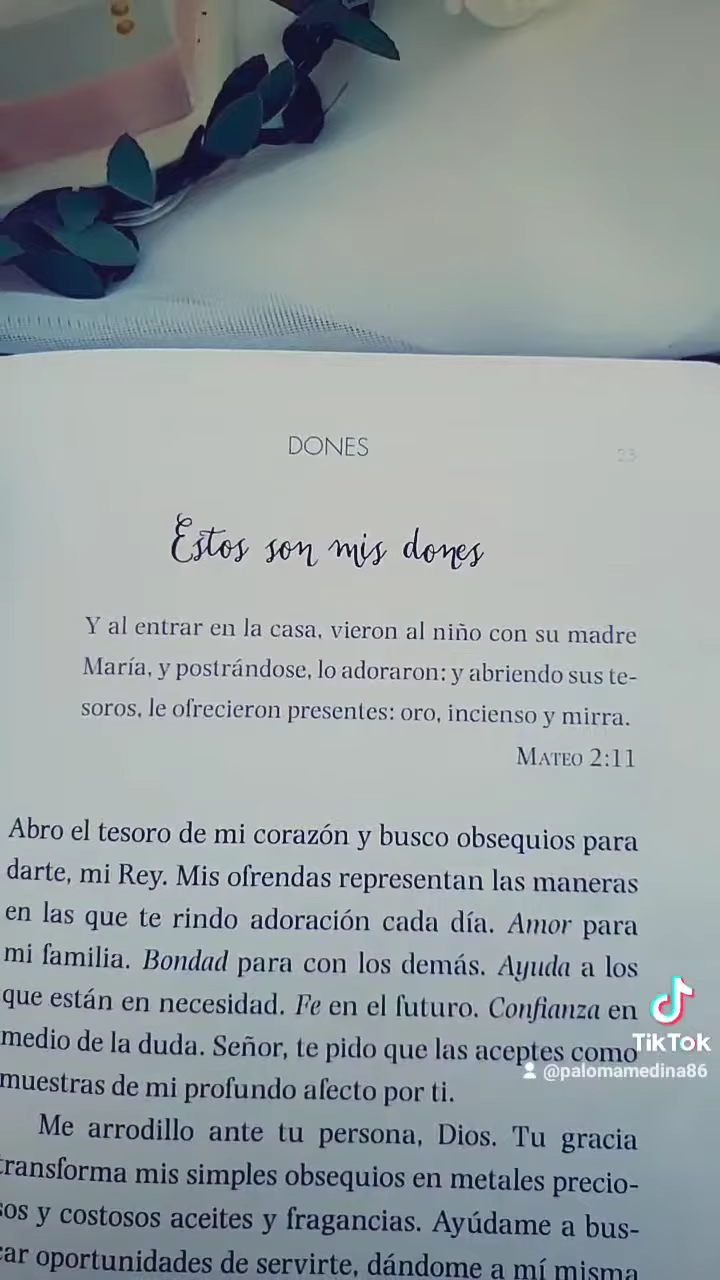 DONES
23
Estos son mis dones
Y al entrar en la casa, vieron al niño con su madre
María, y postrándose, lo adoraron: y abriendo sus te-
soros, le ofrecieron presentes: oro, incienso y mirra.
MATEO 2:11
Abro el tesoro de mi corazón y busco obsequios para
darte, mi Rey. Mis ofrendas representan las maneras
en las que te rindo adoración cada día. Amor para
mi familia. Bondad para con los demás. Ayuda a los
que están en necesidad. Fe en el futuro. Confianza en
medio de la duda. Señor, te pido que las aceptes como
muestras de mi profundo afecto por ti.
Me arrodillo ante tu persona, Dios. Tu gracia
transforma mis simples obsequios en metales precio-
sos y costosos aceites y fragancias. Ayúdame a bus-
car oportunidades de servirte, dándome a mí misma
TikTok
@palomamedina86